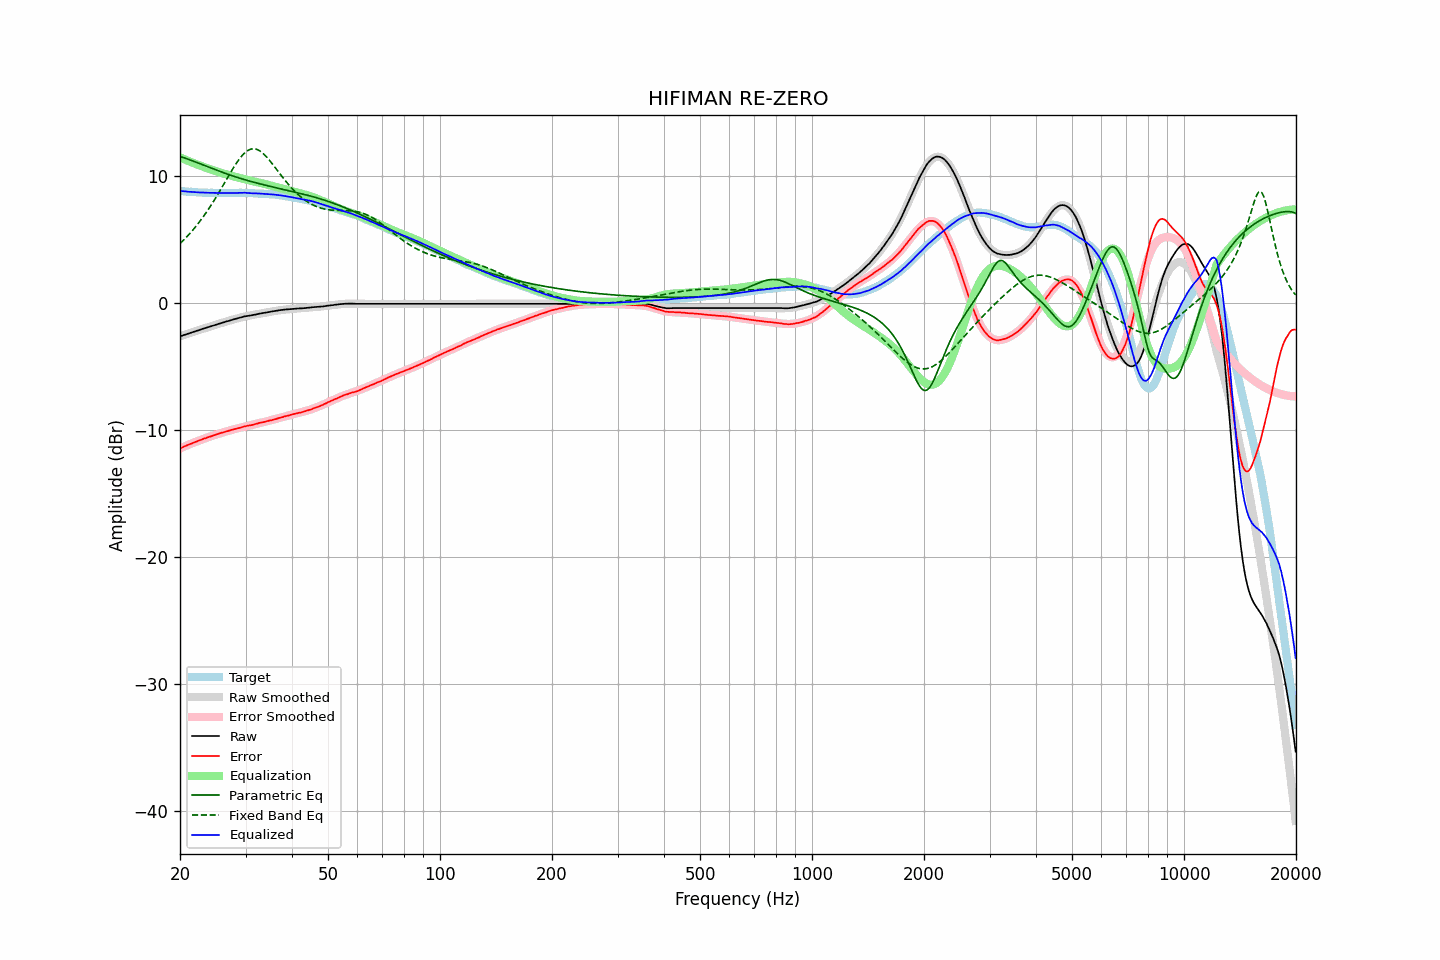 HIFIMAN RE-ZERO
10
0
−10
−20
−30
−40
Amplitude (dBr)
Target
Raw Smoothed
Error Smoothed
Raw
Error
Equalization
Parametric Eq
Fixed Band Eq
Equalized
20 50 100 200 500 1000 2000 5000 10000 20000
Frequency (Hz)